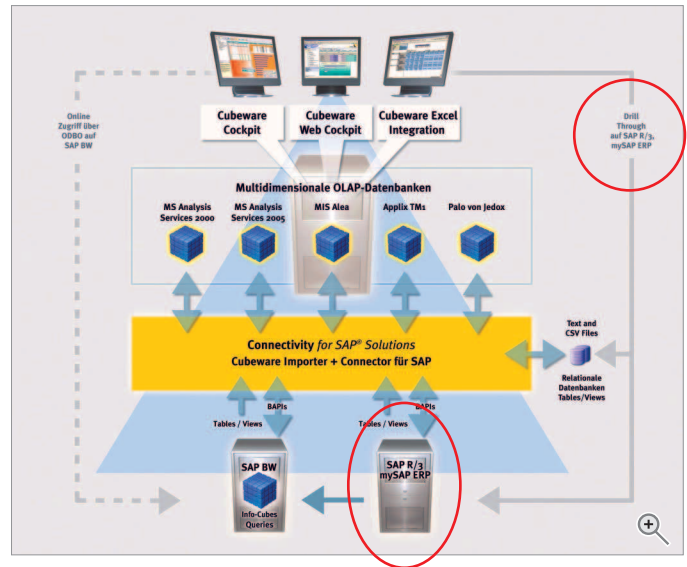 Cubeware
Cockpit
Cubeware
Web Cockpit
Cubeware Excel
Integration
Online
Zugriff über
ODBO auf
SAP BW
Drill
Through
auf SAP R/3,
mySAP ERP
Multidimensionale OLAP-Datenbanken
MS Analysis
Services 2000
MS Analysis
Services 2005
MIS Alea
Applix TM1
Palo von Jedox
Connectivity for SAP® Solutions
Cubeware Importer + Connector für SAP
Text and
CSV Files
Relationale
Datenbanken
Tables/Views
BAPIs
Tables / Views
BAPIs
Tables / Views
SAP BW
Info-Cubes
Queries
SAP R/3
mySAP ERP